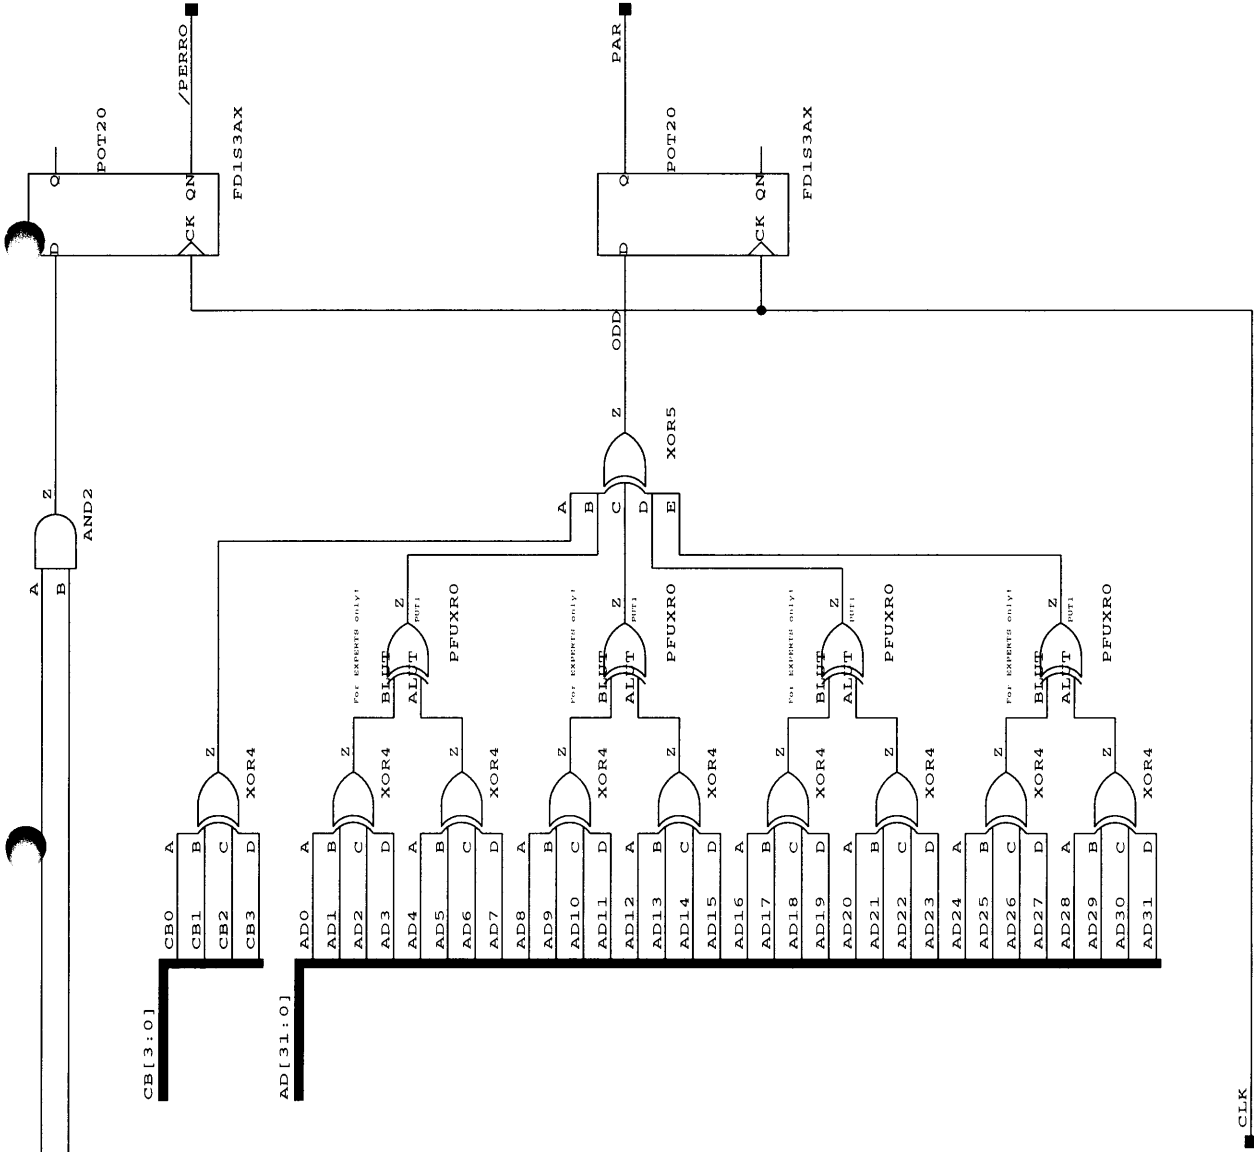 /PERRO
PAR
Q
POT20
QN
FD1S3AX
Q
POT20
QN
FD1S3AX
D
CK
D
CK
ODD
Z
XOR5
Z
AND2
A
B
C
D
E
A
B
For EXPERTS only!
Z
PUT1
PFUXRO
BLUT
ALUT
For EXPERTS only!
Z
PUT1
PFUXRO
BLUT
ALUT
For EXPERTS only!
Z
PUT1
PFUXRO
BLUT
ALUT
For EXPERTS only!
Z
PUT1
PFUXRO
BLUT
ALUT
Z
XOR4
Z
XOR4
Z
XOR4
Z
XOR4
Z
XOR4
Z
XOR4
Z
XOR4
Z
XOR4
Z
XOR4
A
B
C
D
A
B
C
D
A
B
C
D
A
B
C
D
A
B
C
D
A
B
C
D
A
B
C
D
A
B
C
D
A
B
C
D
CB0
CB1
CB2
CB3
AD0
AD1
AD2
AD3
AD4
AD5
AD6
AD7
AD8
AD9
AD10
AD11
AD12
AD13
AD14
AD15
AD16
AD17
AD18
AD19
AD20
AD21
AD22
AD23
AD24
AD25
AD26
AD27
AD28
AD29
AD30
AD31
CB[3:0]
AD[31:0]
CLK